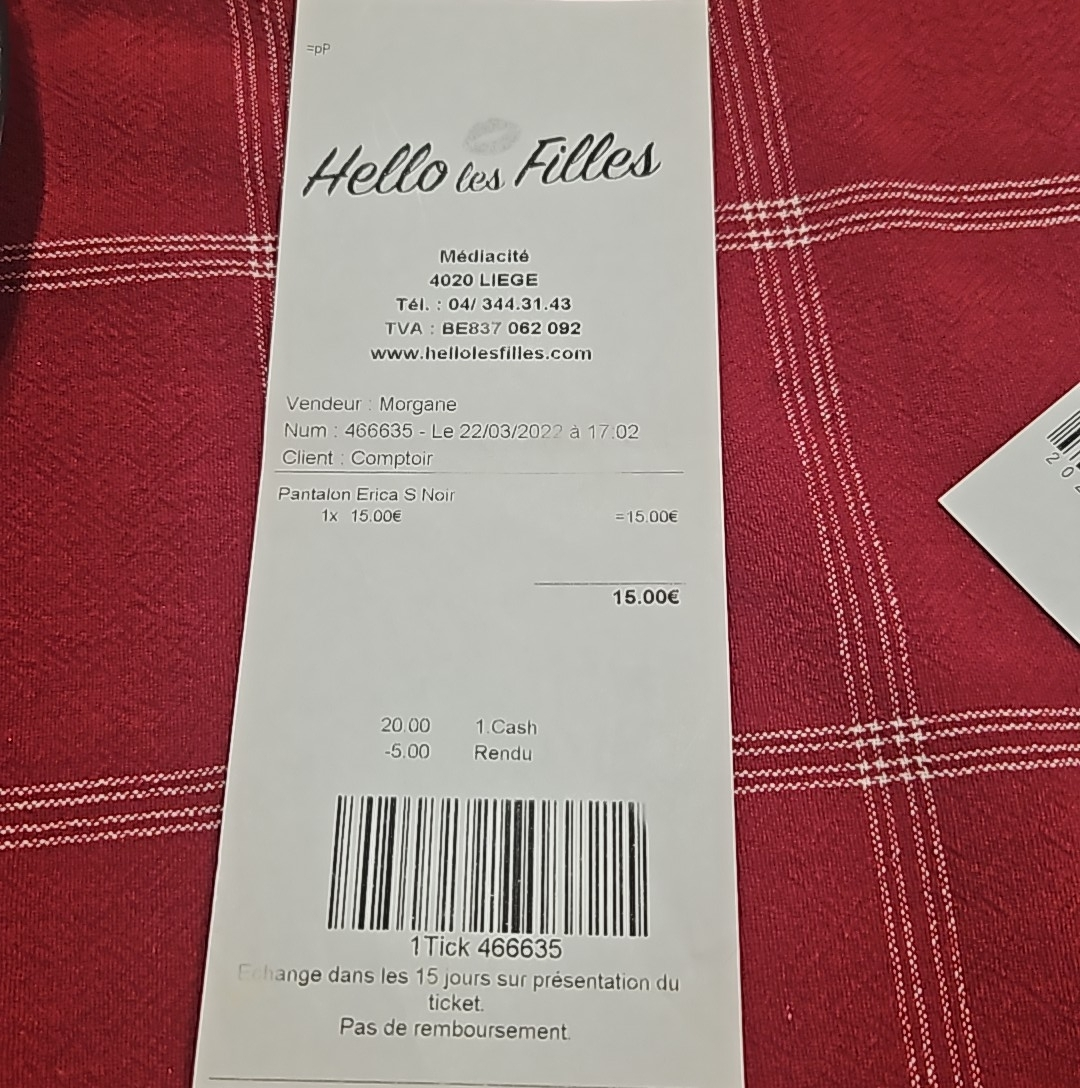 =pP
Hello les Filles
Médiacité
4020 LIEGE
Tél. : 04/ 344.31.43
TVA : BE837 062 092
www.hellolesfilles.com
Vendeur : Morgane
Num : 466635 - Le 22/03/2022 à 17:02
Client : Comptoir
Pantalon Erica S Noir
1x 15.00€ =15.00€
15.00€
20.00 1.Cash
-5.00 Rendu
1Tick 466635
Echange dans les 15 jours sur présentation du
ticket.
Pas de remboursement.